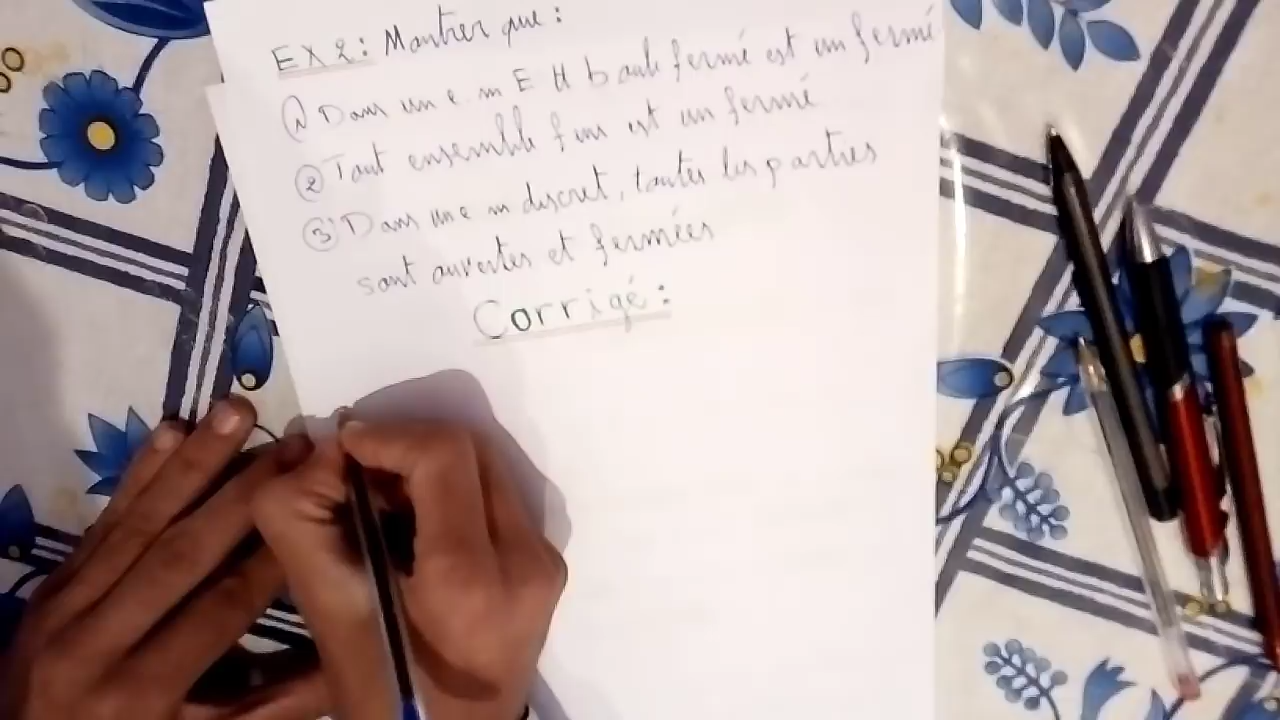 EX 2 : Montrer que :
① Dans un e.m E ∀ boule fermé est un fermé
② Tout ensemble fini est un fermé
③ Dans un e m discret, toutes les parties
sont ouvertes et fermées
Corrigé :